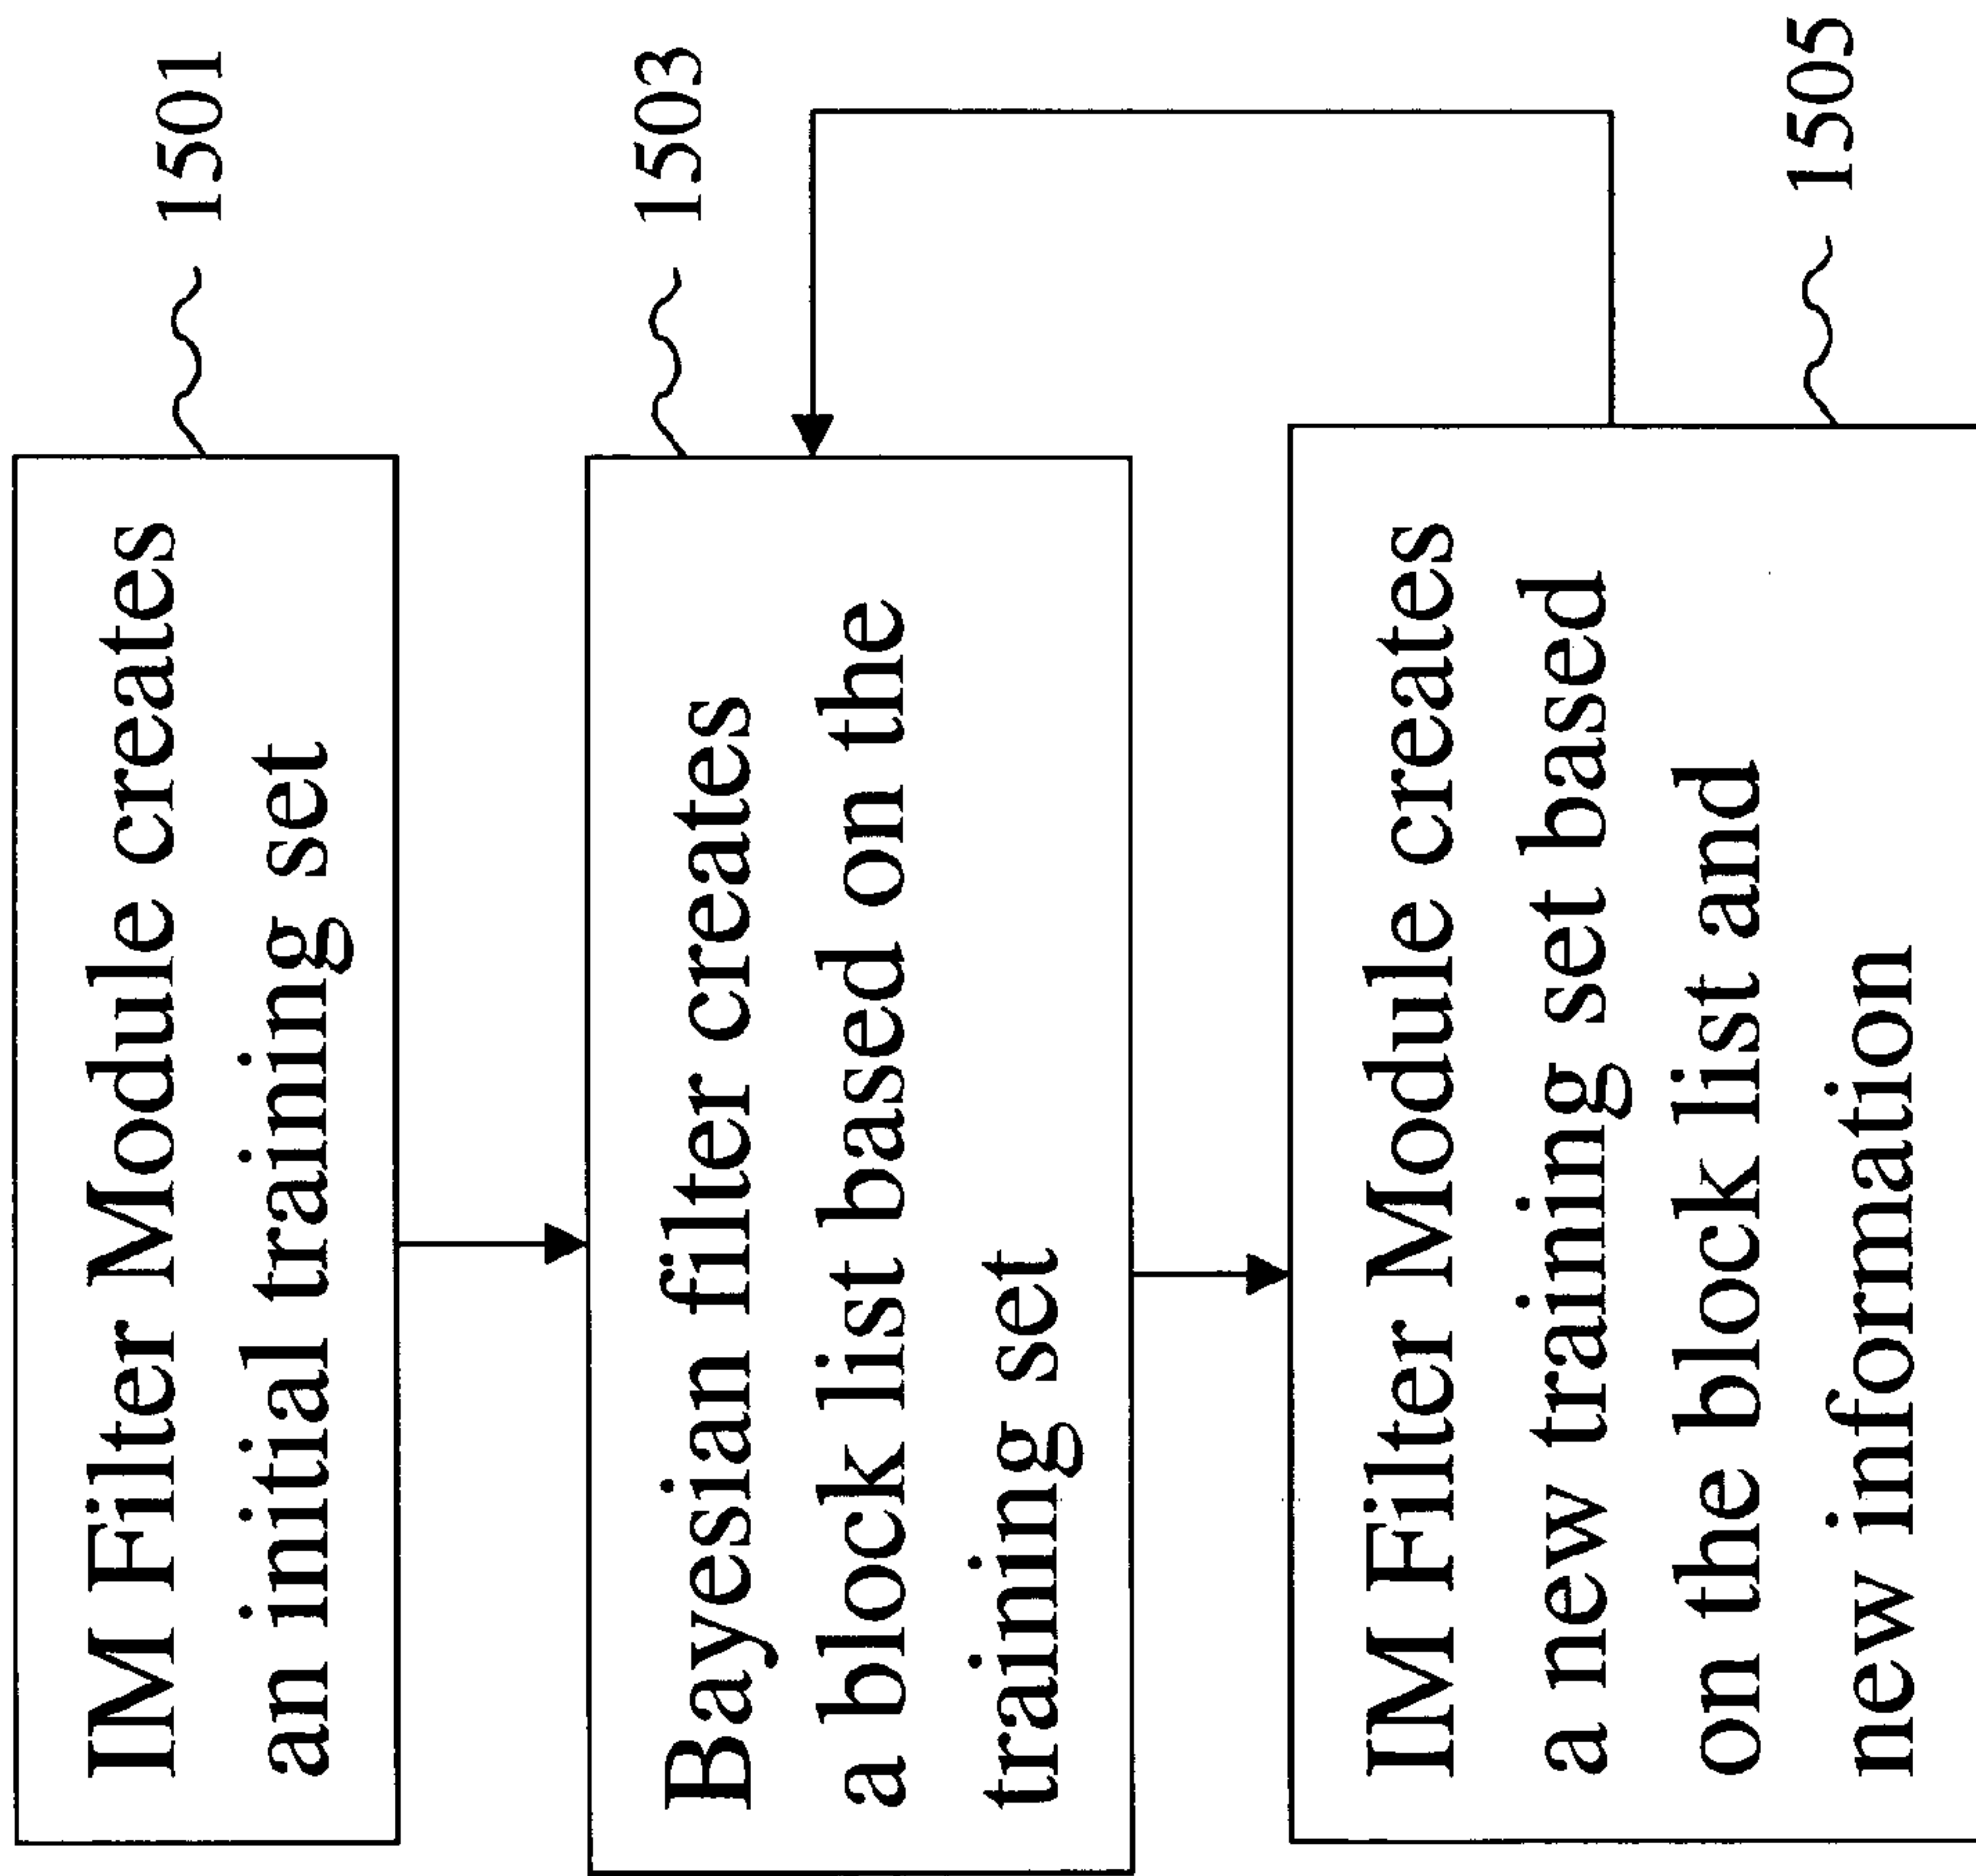 IM Filter Module creates
an initial training set
1501
Bayesian filter creates
a block list based on the
training set
1503
IM Filter Module creates
a new training set based
on the block list and
new information
1505